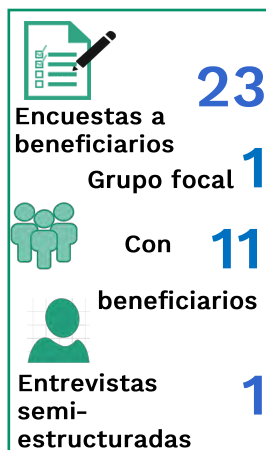 23
Encuestas a
beneficiarios
Grupo focal 1
Con 11
beneficiarios
Entrevistas 1
semi-
estructuradas